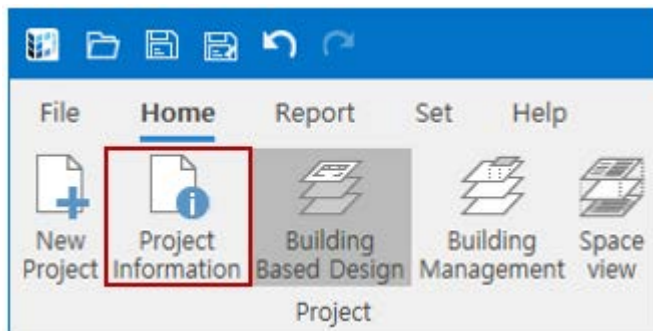 File Home Report Set Help
New Project Building Building Space
Project Information Based Design Management view
Project